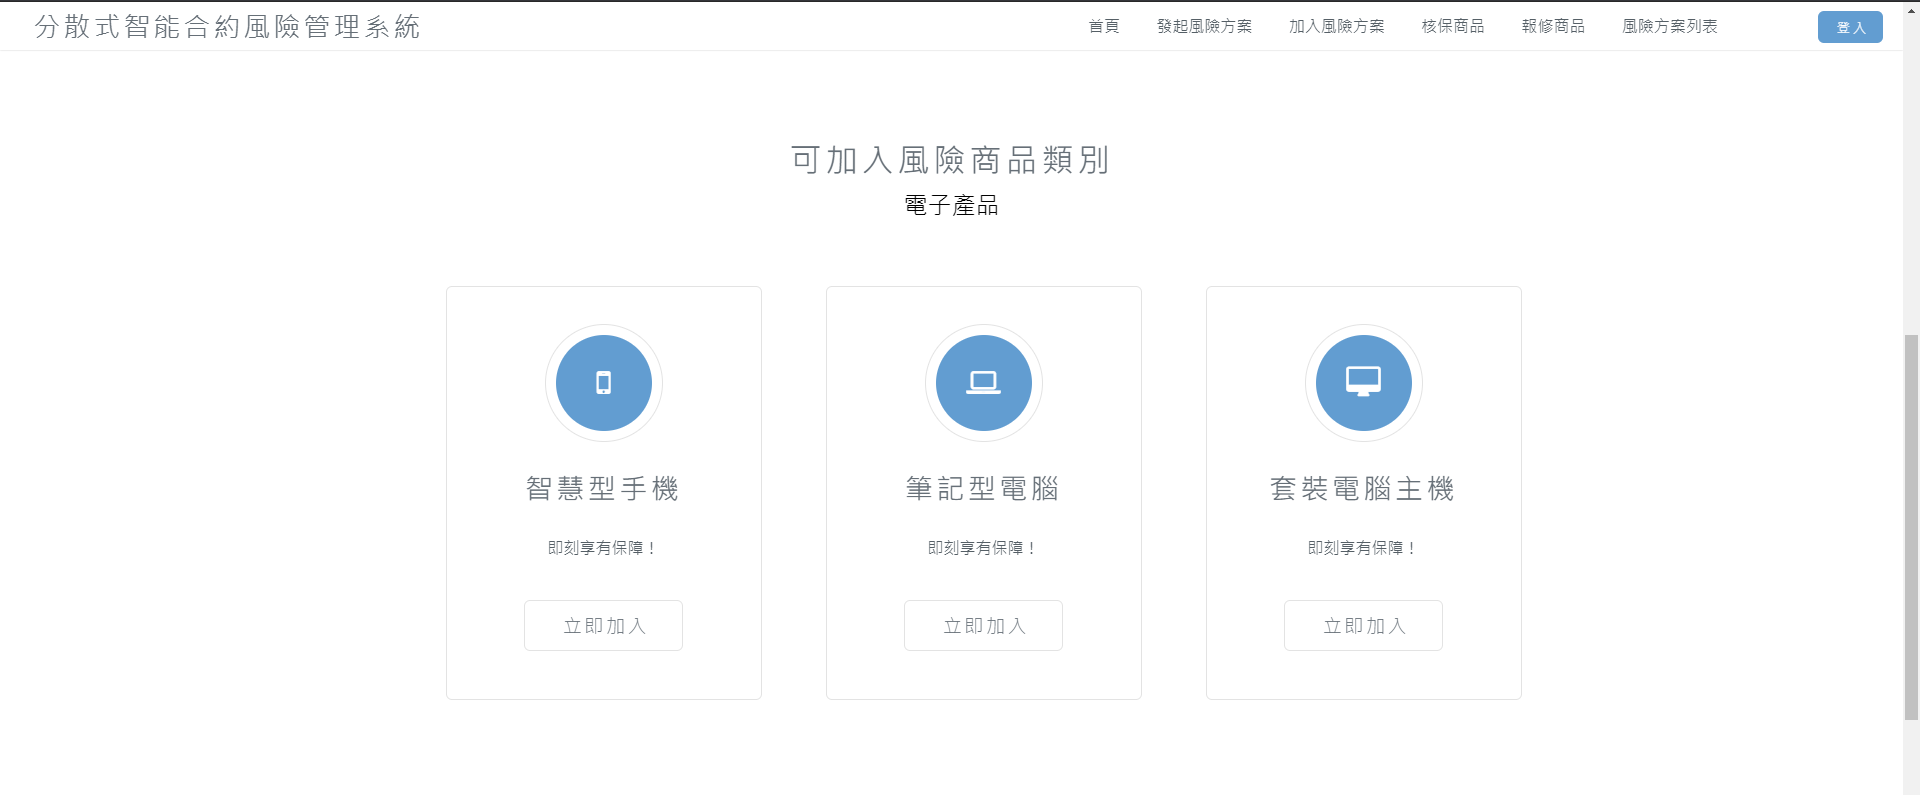 分散式智能合約風險管理系統
首頁 發起風險方案 加入風險方案 核保商品 報修商品 風險方案列表 登入
可加入風險商品類別
電子產品
智慧型手機 筆記型電腦 套裝電腦主機
即刻享有保障！ 即刻享有保障！ 即刻享有保障！
立即加入 立即加入 立即加入